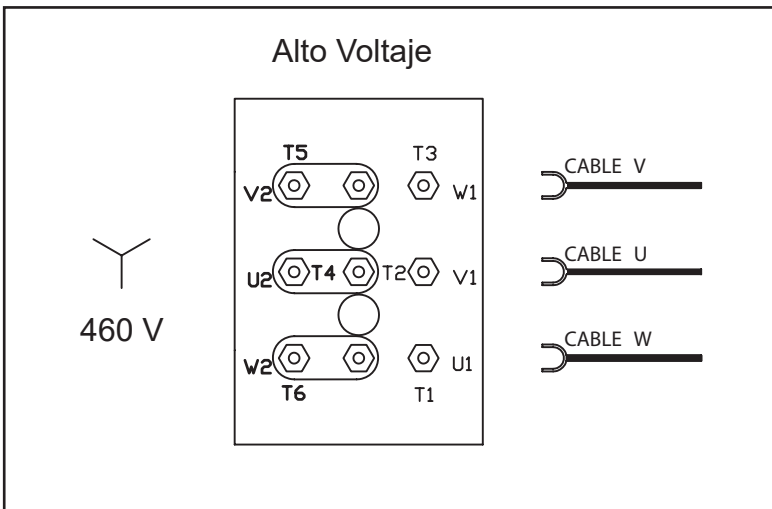 Alto Voltaje
T5 T3
V2 W1 CABLE V
U2 T4 T2 V1 CABLE U
460 V
W2 U1 CABLE W
T6 T1